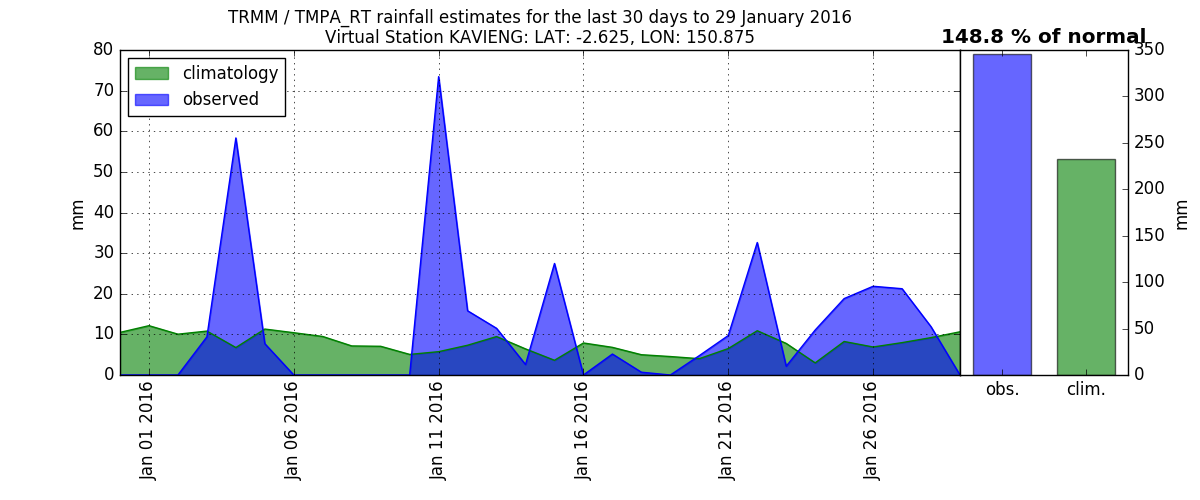 TRMM / TMPA_RT rainfall estimates for the last 30 days to 29 January 2016
Virtual Station KAVIENG: LAT: -2.625, LON: 150.875
148.8 % of normal
climatology
observed
80
70
60
50
40
30
20
10
0
mm
Jan 01 2016
Jan 06 2016
Jan 11 2016
Jan 16 2016
Jan 21 2016
Jan 26 2016
obs.
clim.
350
300
250
200
150
100
50
0
mm